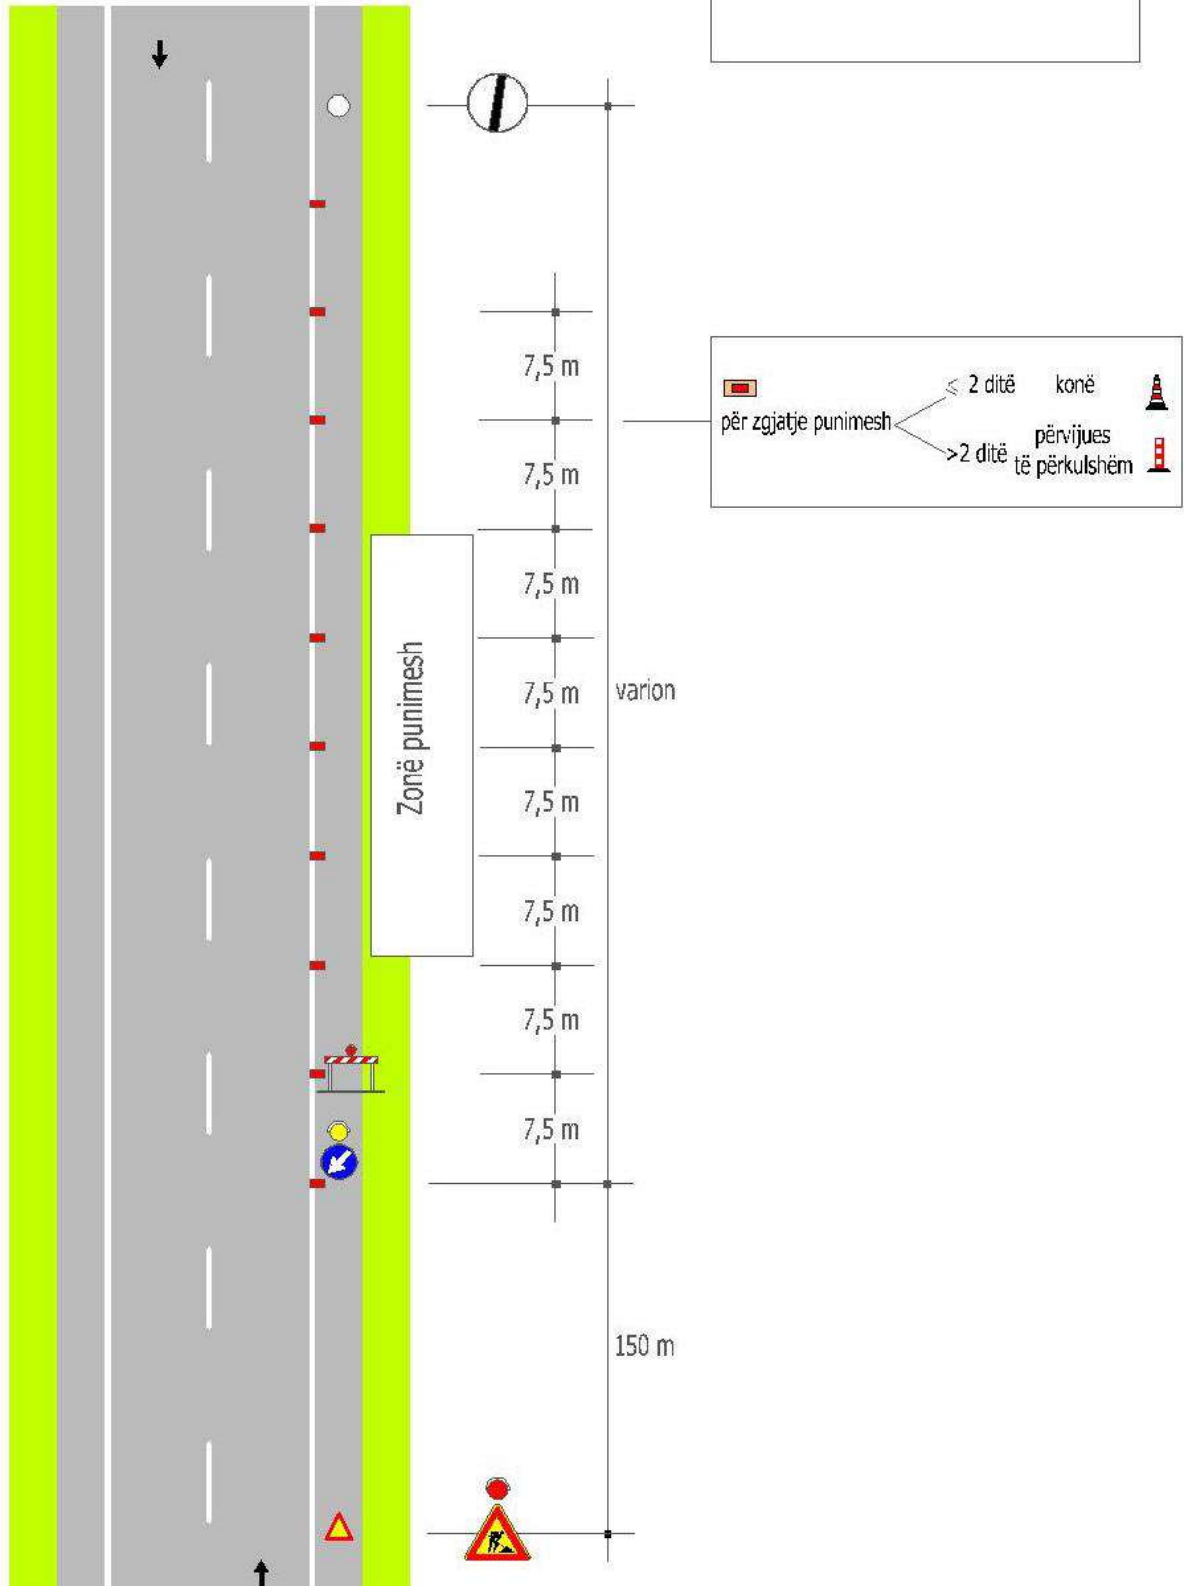 7,5 m
≤ 2 ditë konë
për zgjatje punimesh
>2 ditë përvijues
të përkulshëm
7,5 m
7,5 m
Zonë punimesh
7,5 m
varion
7,5 m
7,5 m
7,5 m
7,5 m
150 m